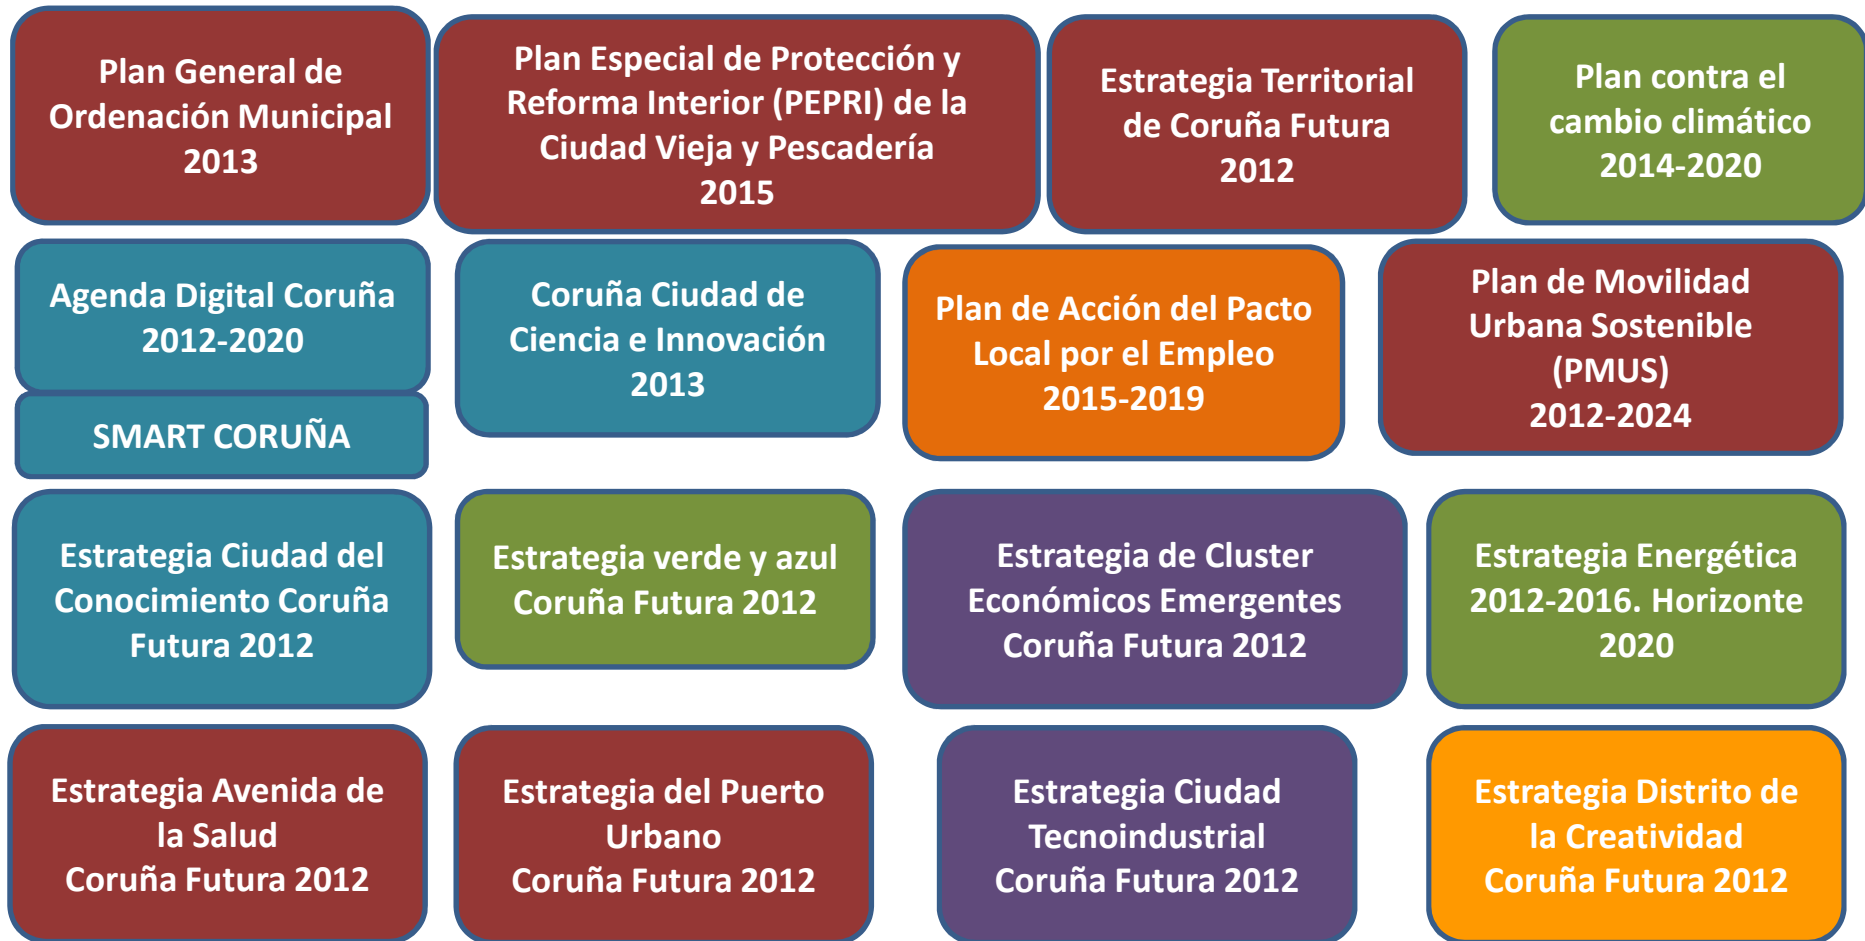 Plan General de
Ordenación Municipal
2013
Plan Especial de Protección y
Reforma Interior (PEPRI) de la
Ciudad Vieja y Pescadería
2015
Estrategia Territorial
de Coruña Futura
2012
Plan contra el
cambio climático
2014-2020
Agenda Digital Coruña
2012-2020
SMART CORUÑA
Coruña Ciudad de
Ciencia e Innovación
2013
Plan de Acción del Pacto
Local por el Empleo
2015-2019
Plan de Movilidad
Urbana Sostenible
(PMUS)
2012-2024
Estrategia Ciudad del
Conocimiento Coruña
Futura 2012
Estrategia verde y azul
Coruña Futura 2012
Estrategia de Cluster
Económicos Emergentes
Coruña Futura 2012
Estrategia Energética
2012-2016. Horizonte
2020
Estrategia Avenida de
la Salud
Coruña Futura 2012
Estrategia del Puerto
Urbano
Coruña Futura 2012
Estrategia Ciudad
Tecnoindustrial
Coruña Futura 2012
Estrategia Distrito de
la Creatividad
Coruña Futura 2012